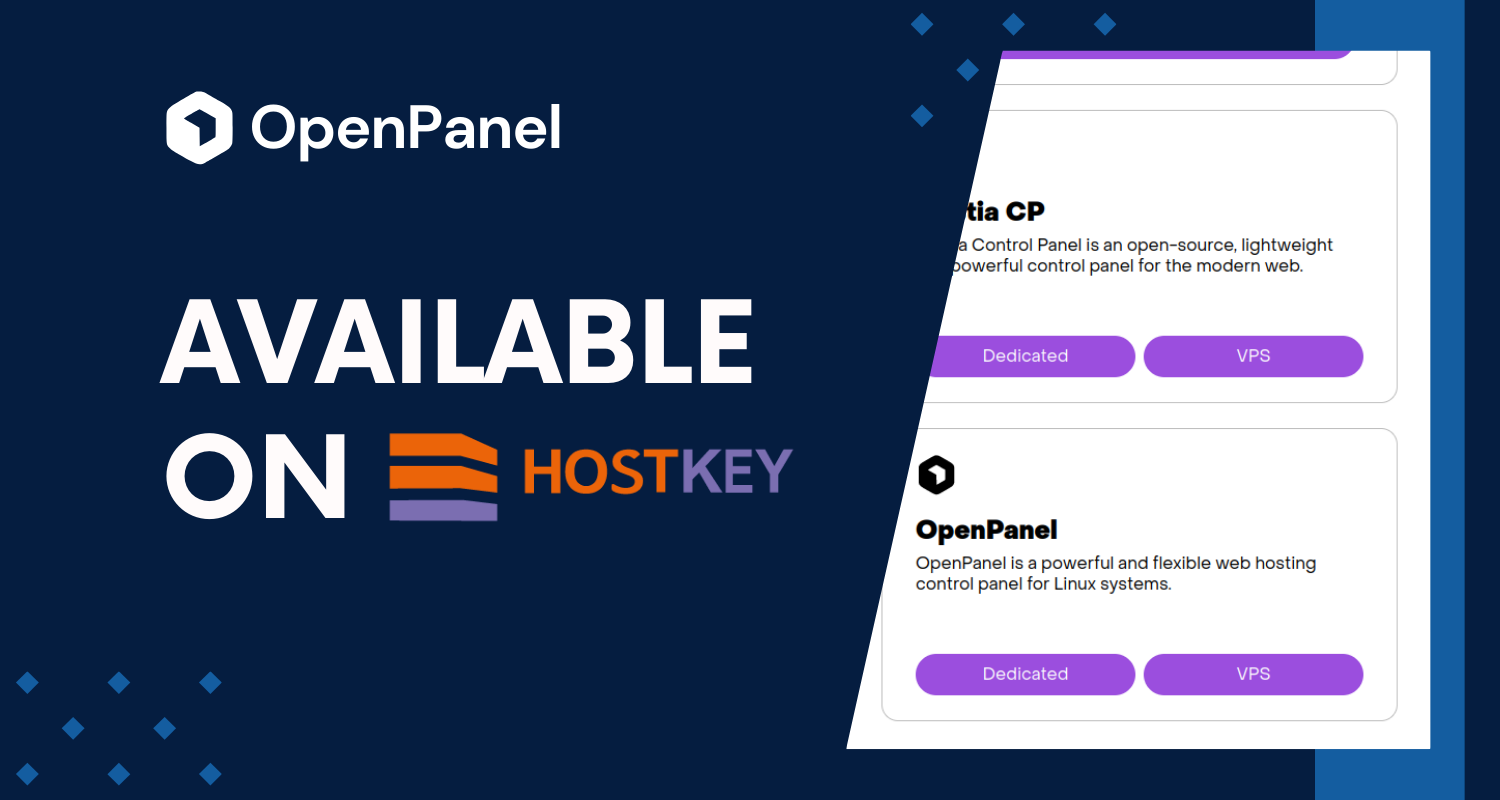 OpenPanel
AVAILABLE
ON HOSTKEY
tia CP
a Control Panel is an open-source, lightweight
powerful control panel for the modern web.
Dedicated VPS
OpenPanel
OpenPanel is a powerful and flexible web hosting
control panel for Linux systems.
Dedicated VPS